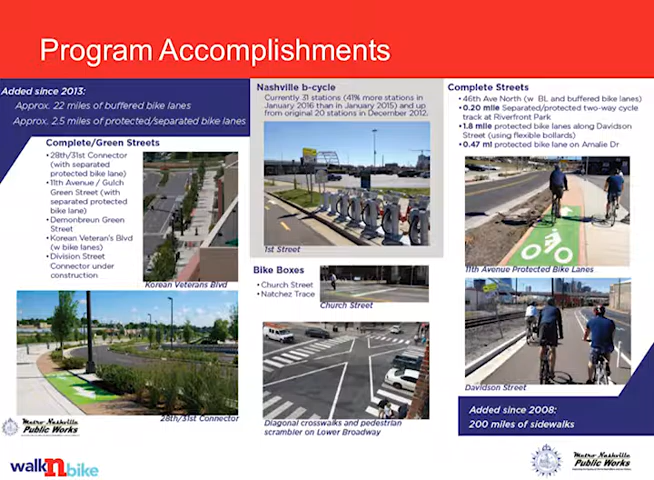 Program Accomplishments
Added since 2013:
Approx. 22 miles of buffered bike lanes
Approx. 2.5 miles of protected/separated bike lanes
Complete/Green Streets
• 28th/31st Connector
(with separated
protected bike lane)
• 11th Avenue / Gulch
Green Street (with
separated protected
bike lane)
• Demonbreun Green
Street
• Korean Veteran's Blvd
(w bike lanes)
• Division Street
Connector under
construction
Korean Veterans Blvd
28th/31st Connector
Metro Nashville
Public Works
walk n bike
Nashville b-cycle
Currently 31 stations (41% more stations in
January 2016 than in January 2015) and up
from original 20 stations in December 2012.
1st Street
Bike Boxes
• Church Street
• Natchez Trace
Church Street
Diagonal crosswalks and pedestrian
scrambler on Lower Broadway
Complete Streets
• 46th Ave North (w BL and buffered bike lanes)
• 0.20 mile Separated/protected two-way cycle
track at Riverfront Park
• 1.8 mile protected bike lanes along Davidson
Street (using flexible bollards)
• 0.47 mi protected bike lane on Amalie Dr
11th Avenue Protected Bike Lanes
Davidson Street
Added since 2008:
200 miles of sidewalks
Metro Nashville
Public Works